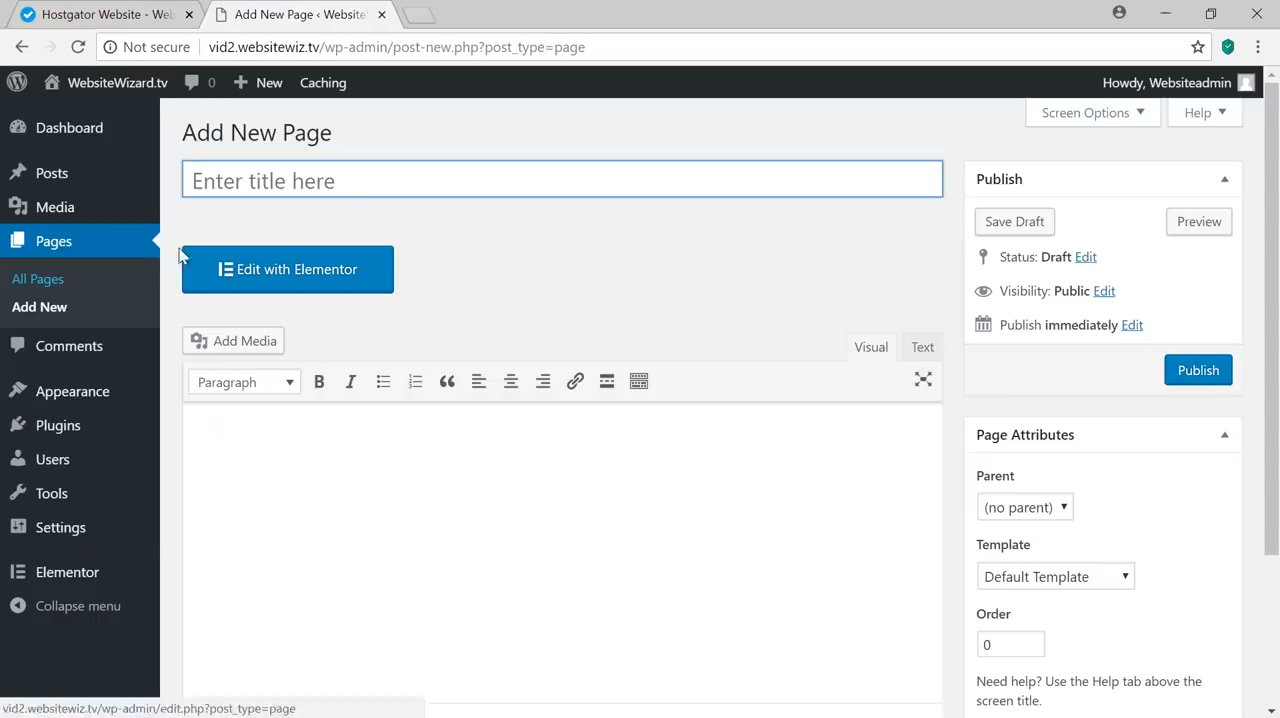 Hostgator Website - Web
Add New Page ‹ Website
Not secure
vid2.websitewiz.tv/wp-admin/post-new.php?post_type=page
WebsiteWizard.tv
0
New
Caching
Howdy, Websiteadmin
Dashboard
Posts
Media
Pages
All Pages
Add New
Comments
Appearance
Plugins
Users
Tools
Settings
Elementor
Collapse menu
Screen Options
Help
Add New Page
Enter title here
Edit with Elementor
Add Media
Visual
Text
Paragraph
B
I
Publish
Save Draft
Preview
Status: Draft Edit
Visibility: Public Edit
Publish immediately Edit
Publish
Page Attributes
Parent
(no parent)
Template
Default Template
Order
0
Need help? Use the Help tab above the
screen title.
vid2.websitewiz.tv/wp-admin/edit.php?post_type=page